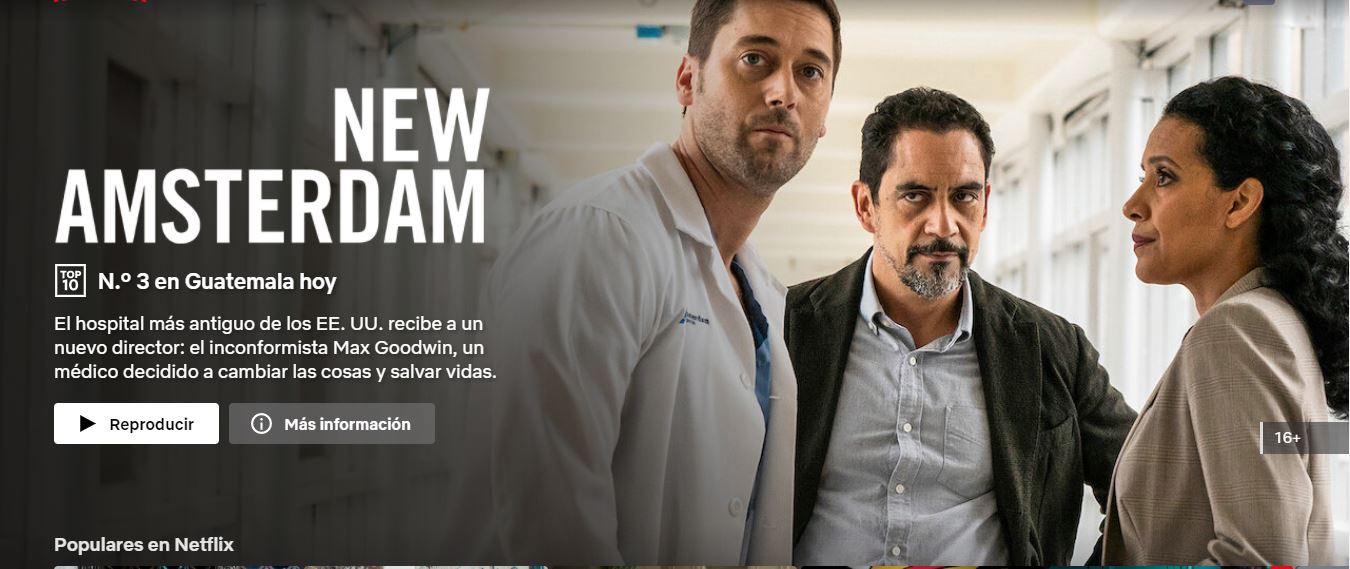 NEW
AMSTERDAM
TOP
10
N.º 3 en Guatemala hoy
El hospital más antiguo de los EE. UU. recibe a un
nuevo director: el inconformista Max Goodwin, un
médico decidido a cambiar las cosas y salvar vidas.
Reproducir
Más información
16+
Populares en Netflix